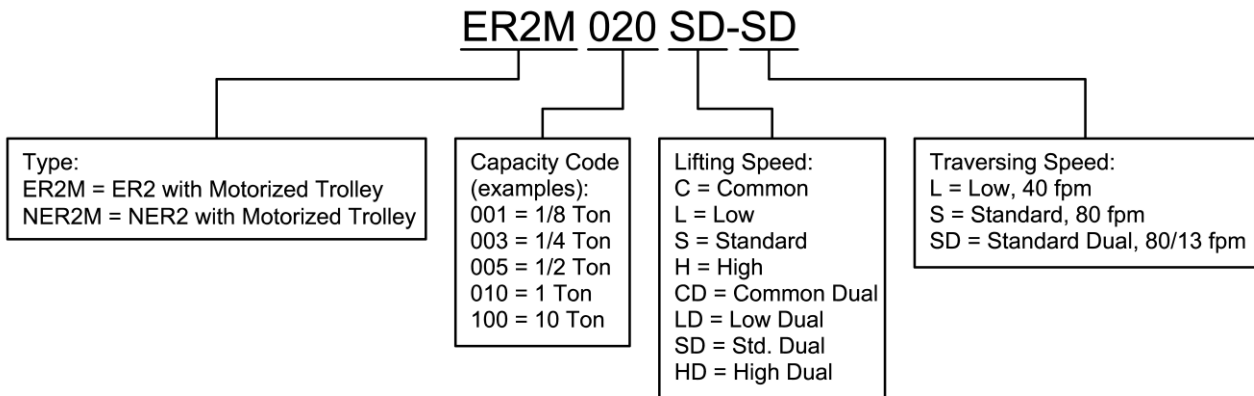 ER2M 020 SD-SD
Type:
ER2M = ER2 with Motorized Trolley
NER2M = NER2 with Motorized Trolley
Capacity Code
(examples):
001 = 1/8 Ton
003 = 1/4 Ton
005 = 1/2 Ton
010 = 1 Ton
100 = 10 Ton
Lifting Speed:
C = Common
L = Low
S = Standard
H = High
CD = Common Dual
LD = Low Dual
SD = Std. Dual
HD = High Dual
Traversing Speed:
L = Low, 40 fpm
S = Standard, 80 fpm
SD = Standard Dual, 80/13 fpm